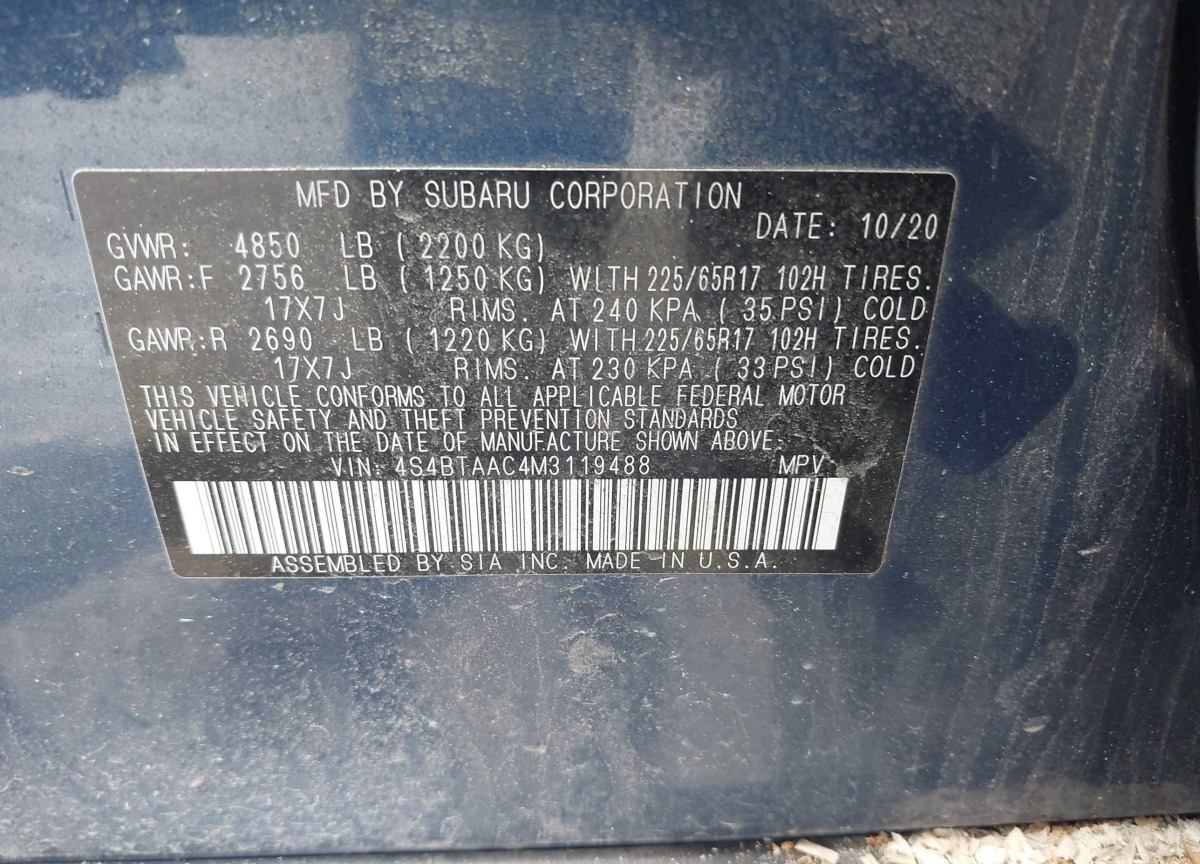 MFD BY SUBARU CORPORATION
DATE: 10/20
GVWR: 4850 LB (2200 KG)
GAWR:F 2756 LB (1250 KG) WITH 225/65R17 102H TIRES.
17X7J RIMS. AT 240 KPA (35 PSI) COLD
GAWR:R 2690 LB (1220 KG) WITH 225/65R17 102H TIRES.
17X7J RIMS. AT 230 KPA (33 PSI) COLD
THIS VEHICLE CONFORMS TO ALL APPLICABLE FEDERAL MOTOR
VEHICLE SAFETY AND THEFT PREVENTION STANDARDS
IN EFFECT ON THE DATE OF MANUFACTURE SHOWN ABOVE.
VIN: 4S4BTAAC4M3119488 MPV
ASSEMBLED BY SIA INC. MADE IN U.S.A.